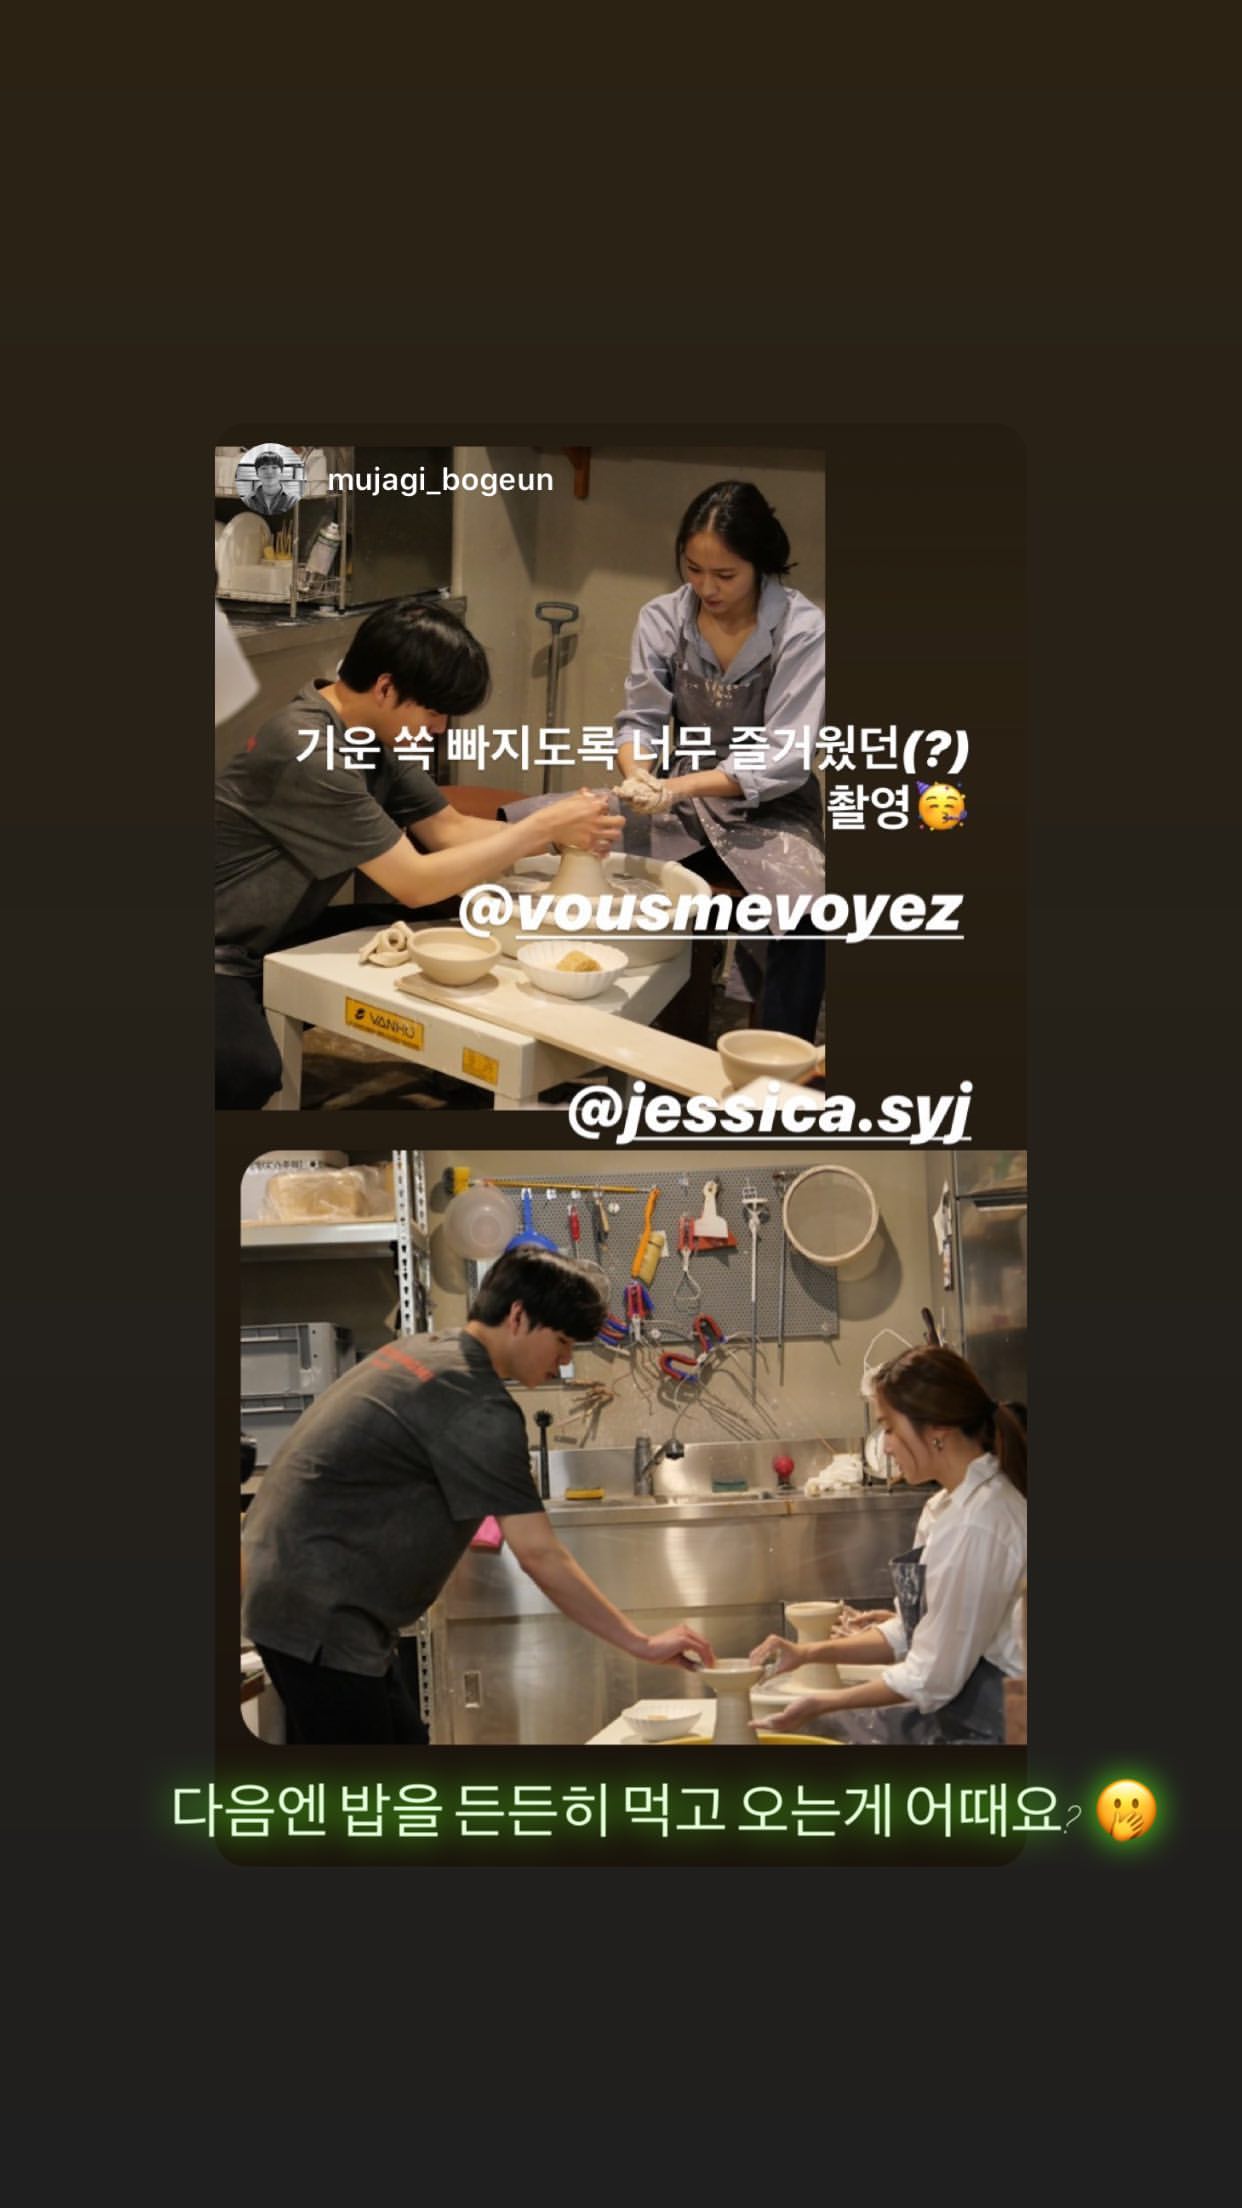 mujagi_bogeun
기운 쏙 빠지도록 너무 즐거웠던(?)
촬영🥳
@vousmevoyez
VANHU
@jessica.syj
다음엔 밥을 든든히 먹고 오는게 어때요? 🫢